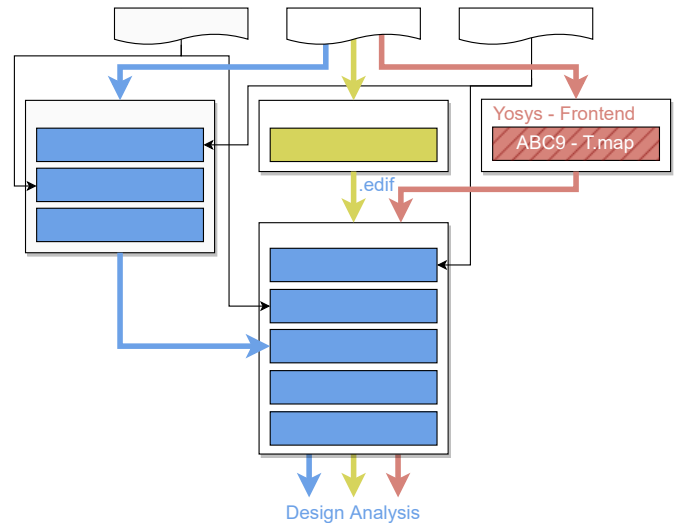 Yosys - Frontend
ABC9 - T.map
.edif
Design Analysis